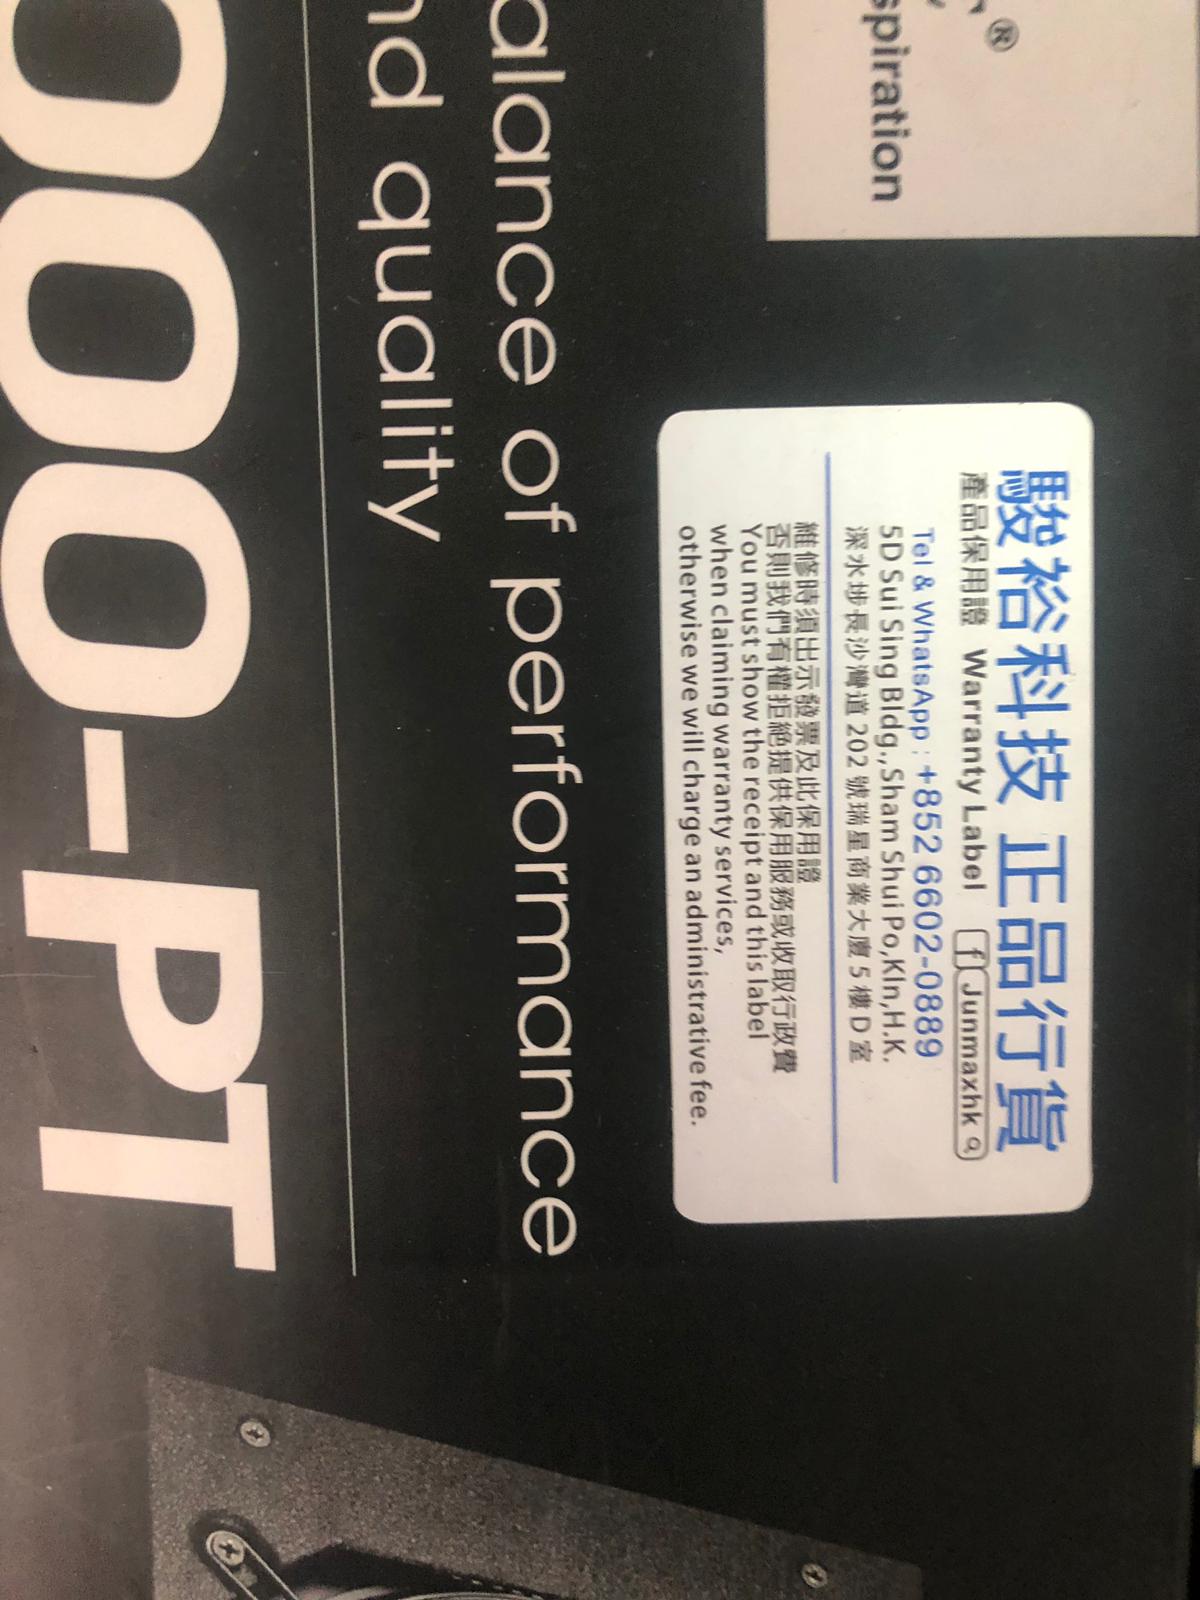 ®
spiration
alance of performance
nd quality
000-PT
駿裕科技 正品行貨
產品保用證 Warranty Label f Junmaxhk
Tel & WhatsApp : +852 6602-0889
5D Sui Sing Bldg., Sham Shui Po, Kln, H.K.
深水埗長沙灣道 202 號瑞星商業大廈 5 樓 D 室
維修時須出示發票及此保用證
否則我們有權拒絕提供保用服務或收取行政費
You must show the receipt and this label
when claiming warranty services,
otherwise we will charge an administrative fee.